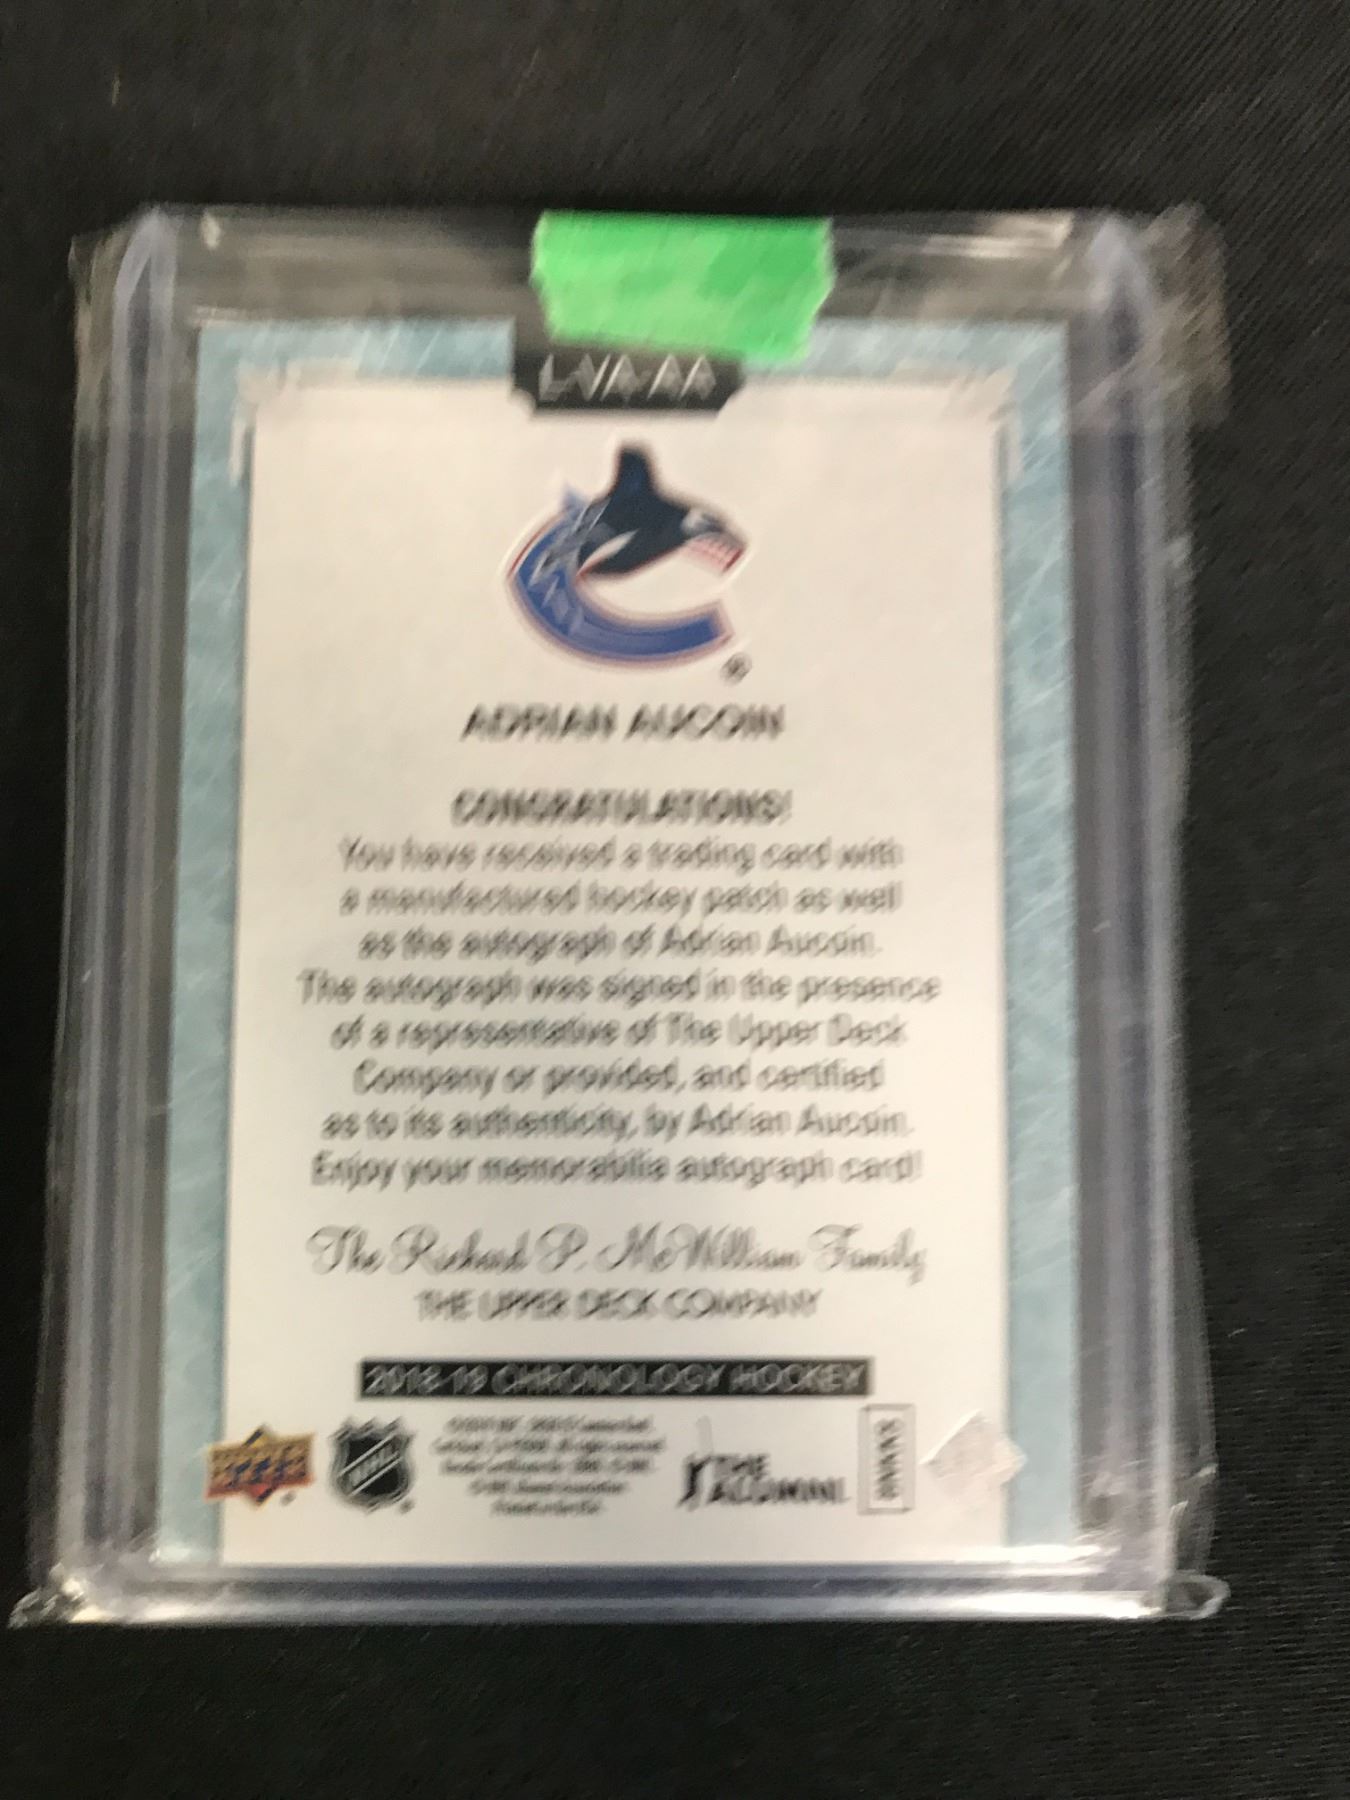 ADRIAN AUCOIN
CONGRATULATIONS!
You have received a trading card with
a manufactured hockey patch as well
as the autograph of Adrian Aucoin.
The autograph was signed in the presence
of a representative of The Upper Deck
Company or provided, and certified
as to its authenticity, by Adrian Aucoin.
Enjoy your memorabilia autograph card!
The Richard P. McWilliam Family
THE UPPER DECK COMPANY
2018-19 CHRONOLOGY HOCKEY
NHL
THE
ALUMNI